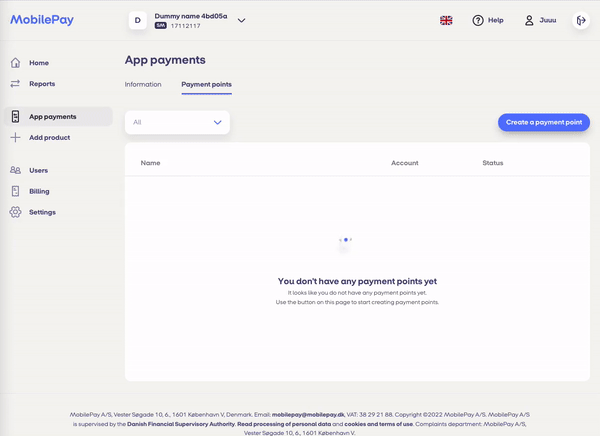 MobilePay
D
Dummy name 4bd05a
SM 17112117
Help
Juuu
Home
Reports
App payments
Add product
Users
Billing
Settings
App payments
Information
Payment points
All
Create a payment point
Name
Account
Status
You don't have any payment points yet
It looks like you do not have any payment points yet.
Use the button on this page to start creating payment points.
MobilePay A/S, Vester Søgade 10, 6., 1601 København V, Denmark. Email: mobilepay@mobilepay.dk, VAT: 38 29 21 88. Copyright ©2022 MobilePay A/S. MobilePay A/S
is supervised by the Danish Financial Supervisory Authority. Read processing of personal data and cookies and terms of use. Complaints department: MobilePay A/S,
Vester Søgade 10, 6., 1601 København V.